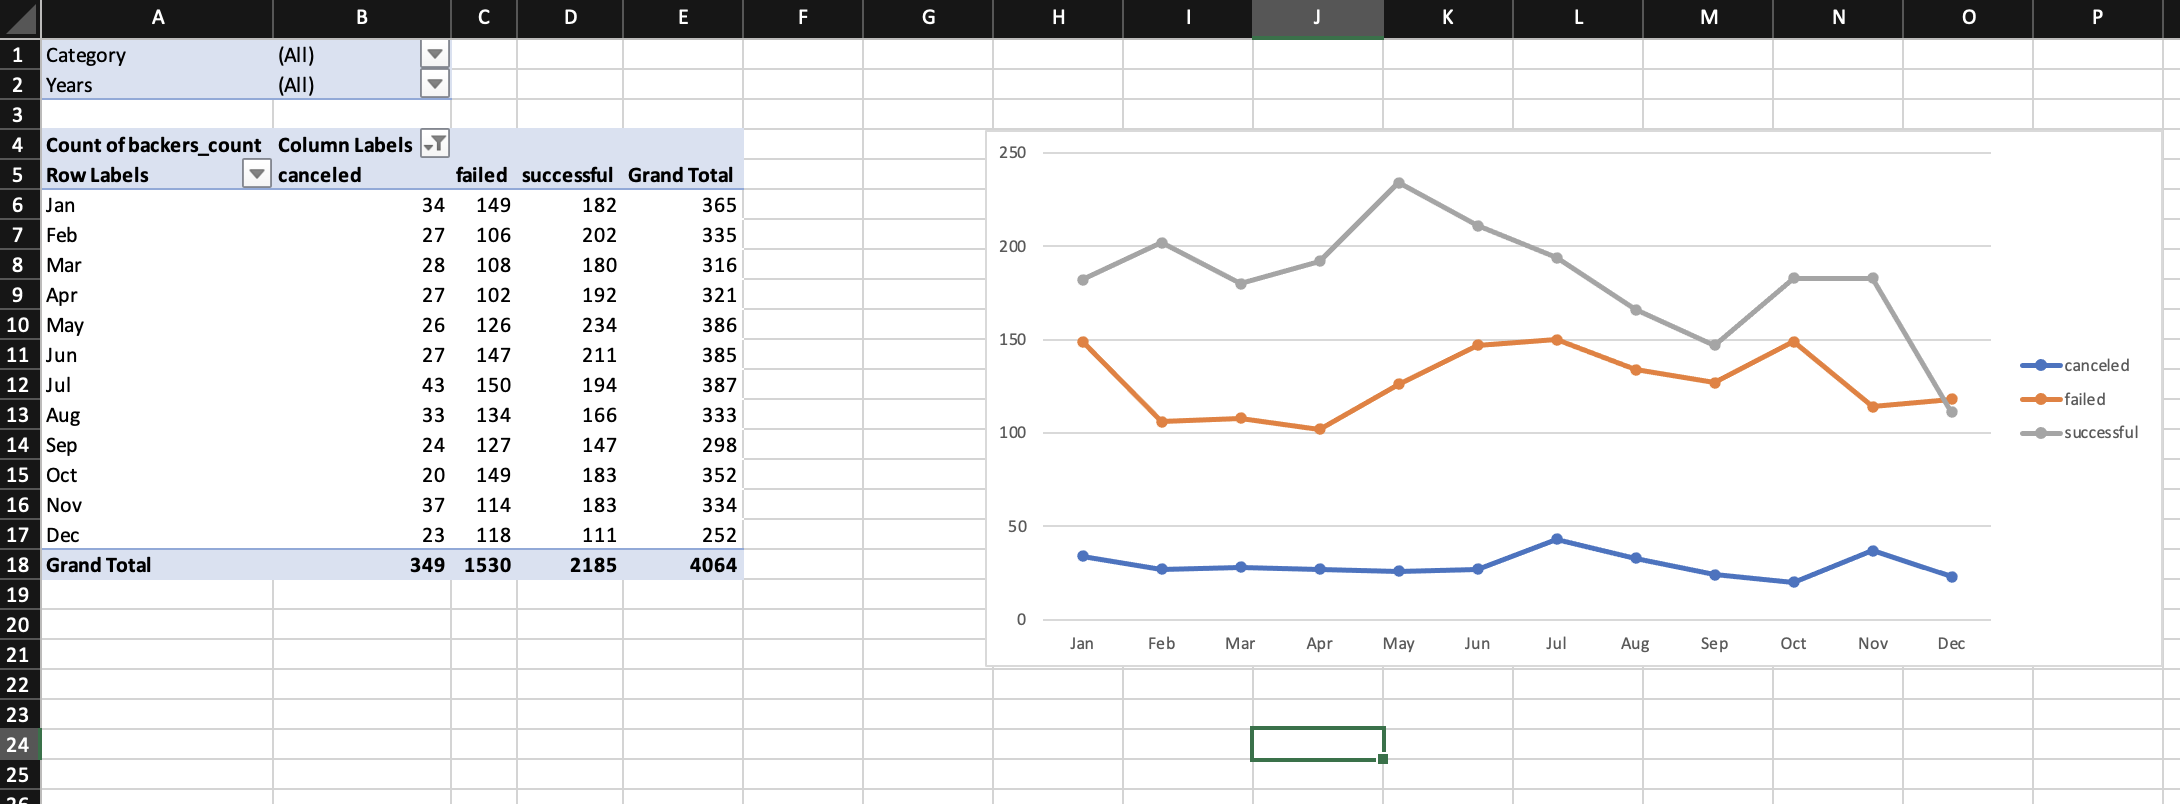 A B C D E F G H I J K L M N O P
1 Category (All)
2 Years (All)
3
4 Count of backers_count Column Labels
5 Row Labels canceled failed successful Grand Total
6 Jan 34 149 182 365
7 Feb 27 106 202 335
8 Mar 28 108 180 316
9 Apr 27 102 192 321
10 May 26 126 234 386
11 Jun 27 147 211 385
12 Jul 43 150 194 387
13 Aug 33 134 166 333
14 Sep 24 127 147 298
15 Oct 20 149 183 352
16 Nov 37 114 183 334
17 Dec 23 118 111 252
18 Grand Total 349 1530 2185 4064
19
20
21
22
23
24
25
26
250
200
150
100
50
0
Jan Feb Mar Apr May Jun Jul Aug Sep Oct Nov Dec
canceled
failed
successful